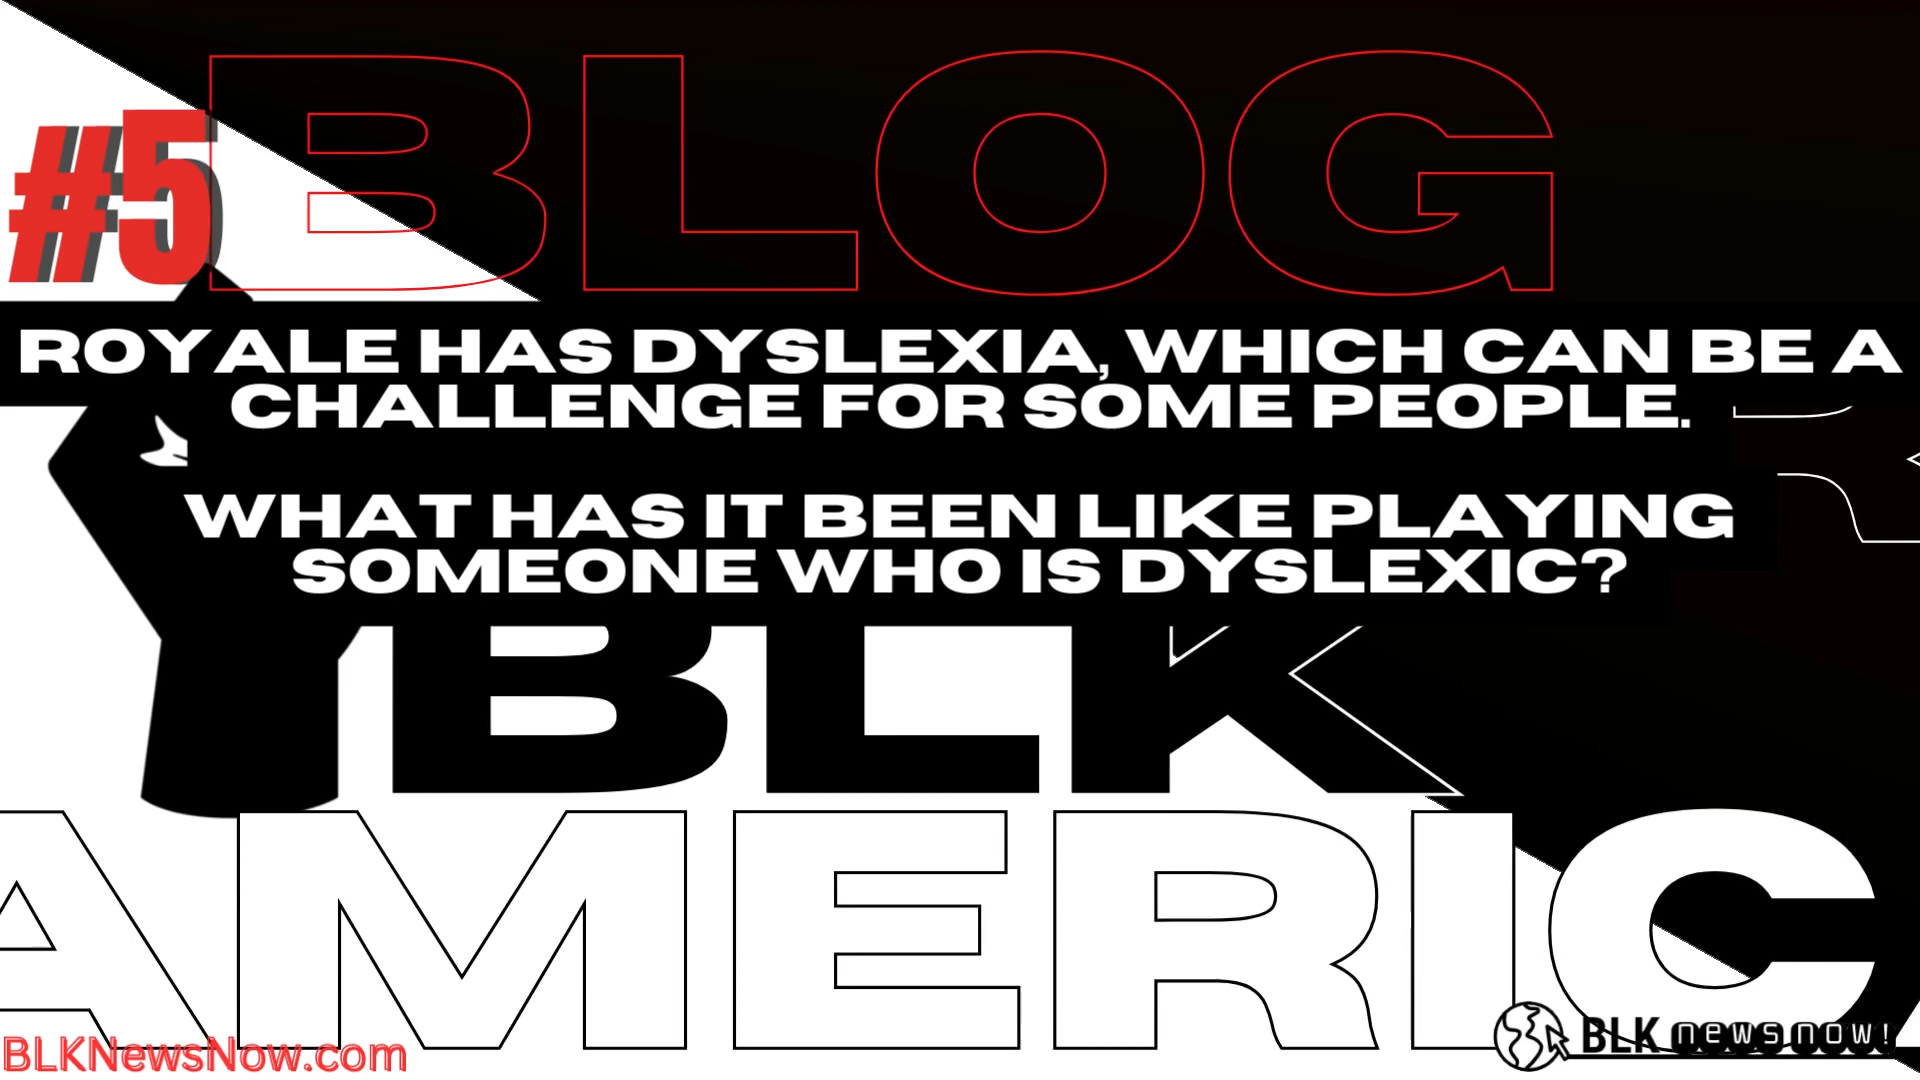 BLOG
#5
ROYALE HAS DYSLEXIA, WHICH CAN BE A
CHALLENGE FOR SOME PEOPLE.
WHAT HAS IT BEEN LIKE PLAYING
SOMEONE WHO IS DYSLEXIC?
BLK
AMERIC
BLKNewsNow.com
BLK news now!